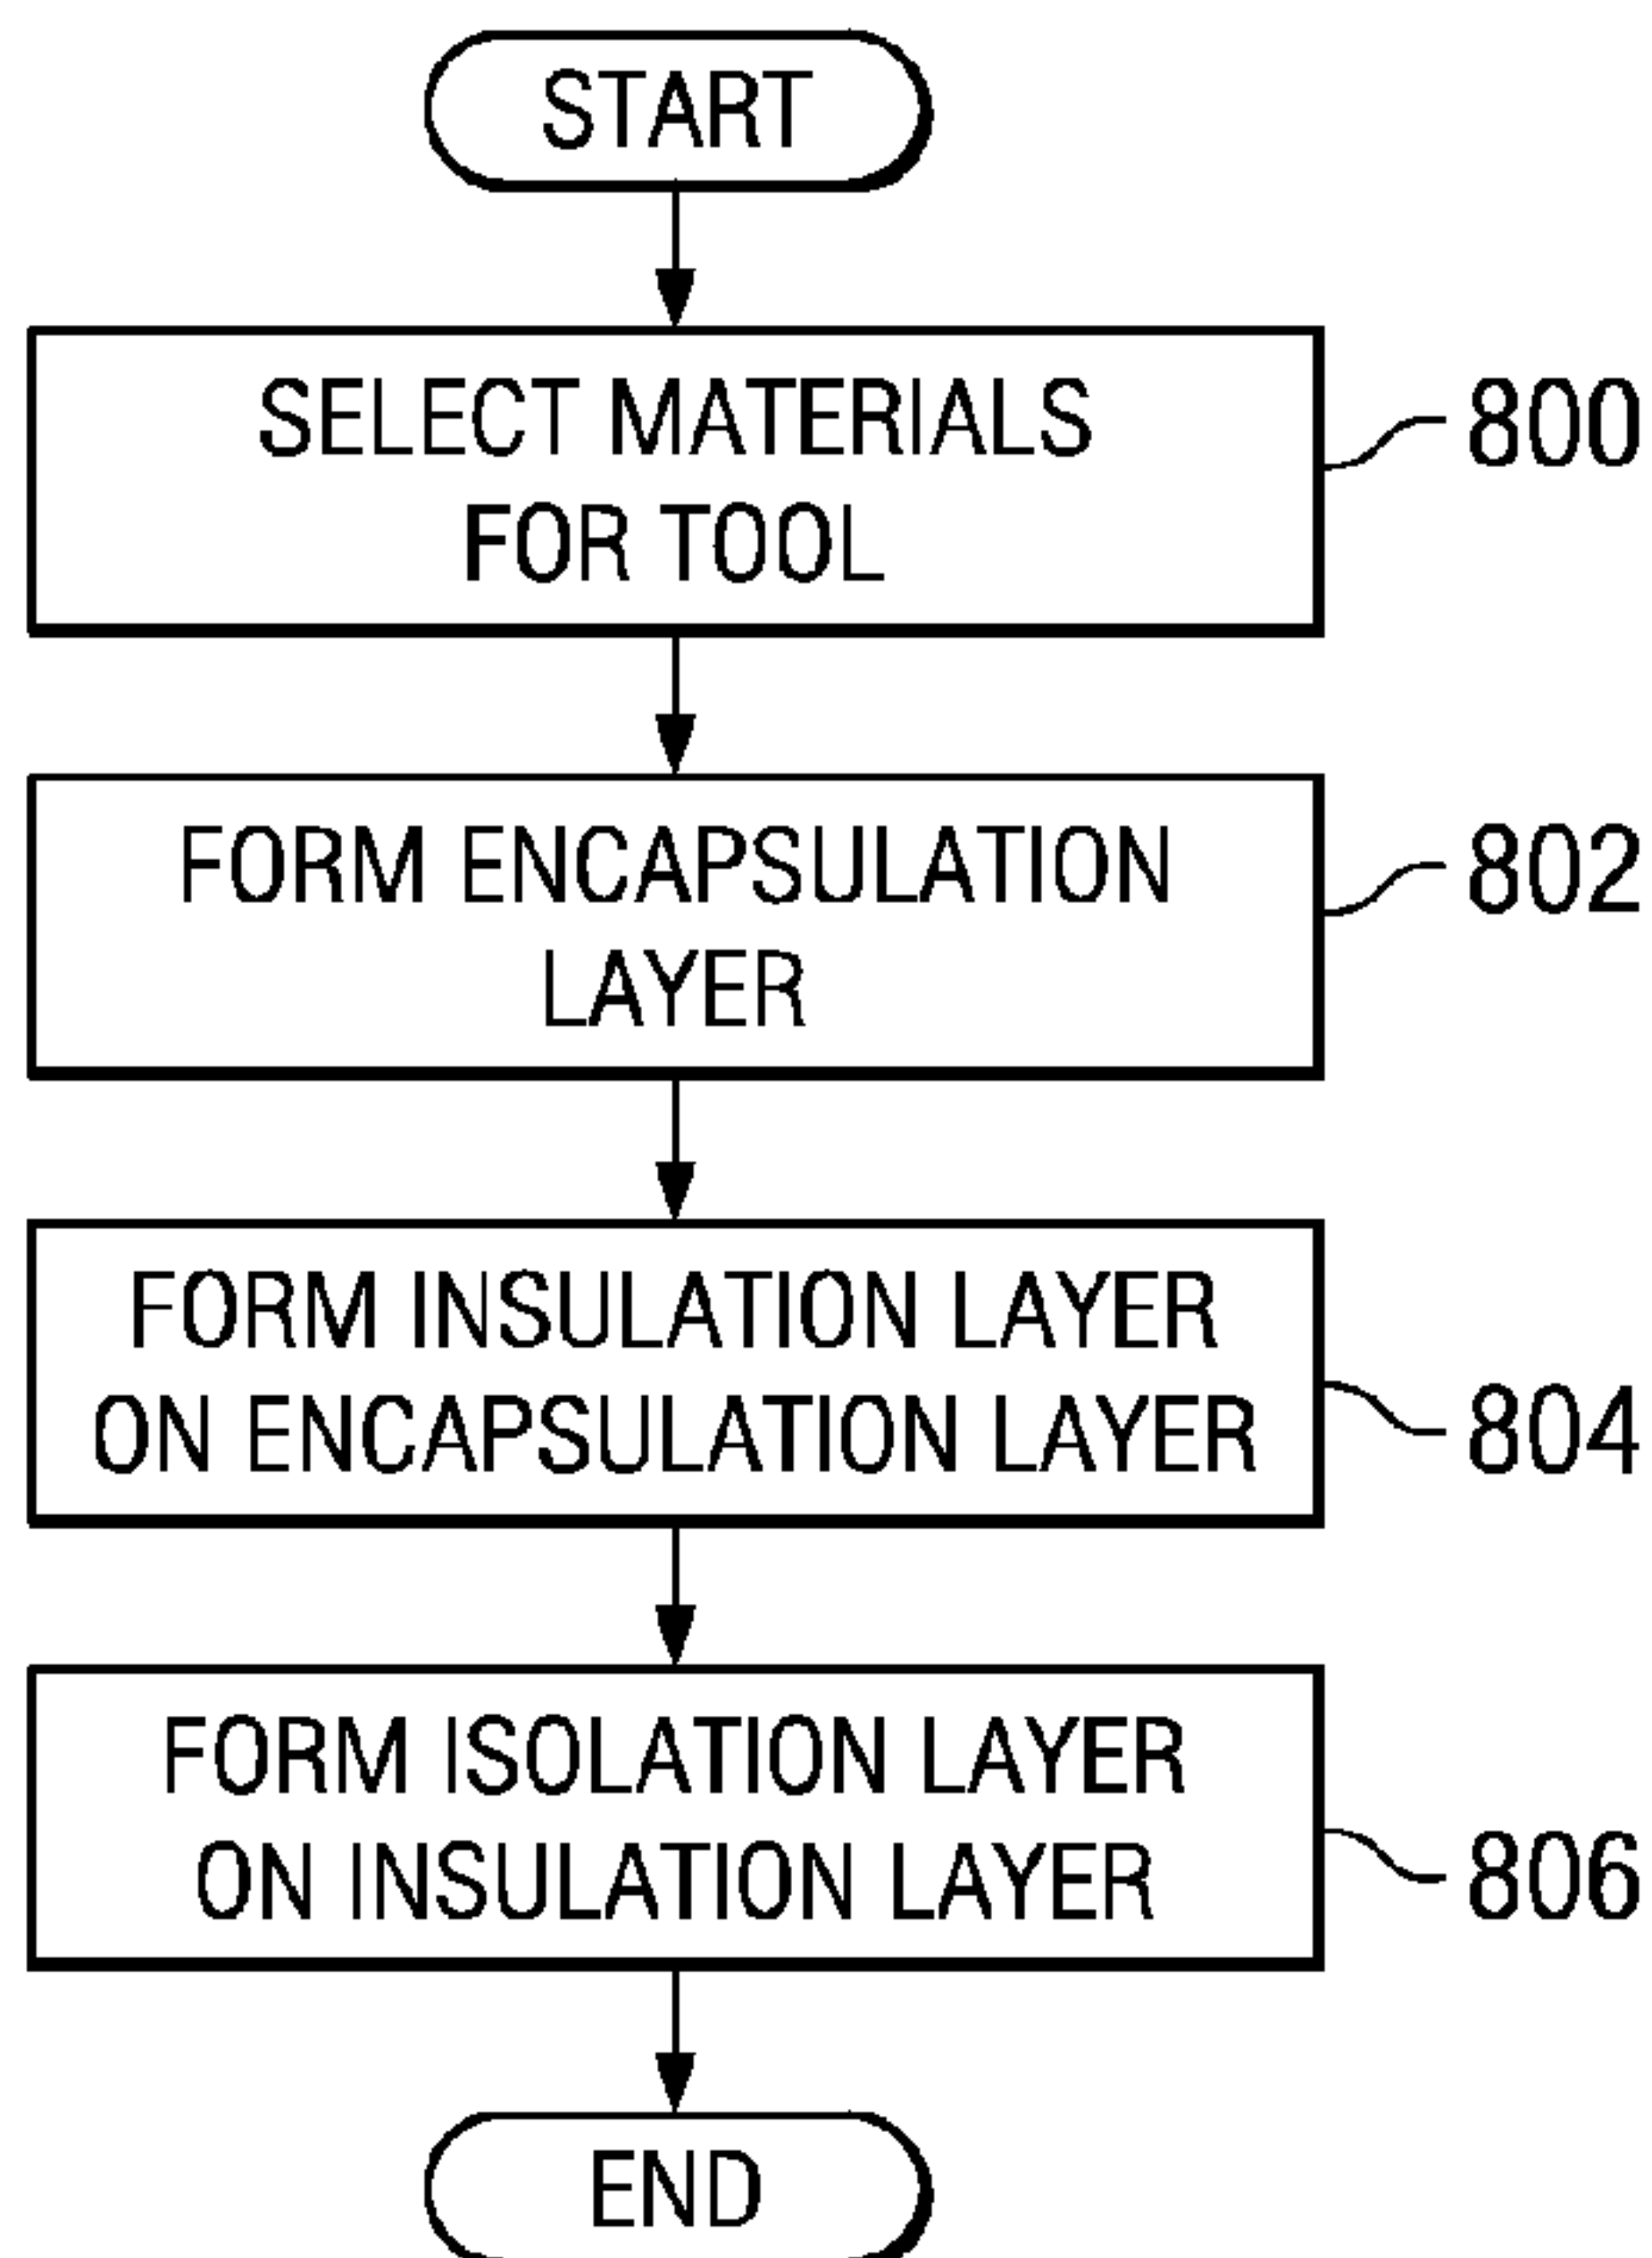 START
SELECT MATERIALS
FOR TOOL
800
FORM ENCAPSULATION
LAYER
802
FORM INSULATION LAYER
ON ENCAPSULATION LAYER
804
FORM ISOLATION LAYER
ON INSULATION LAYER
806
END